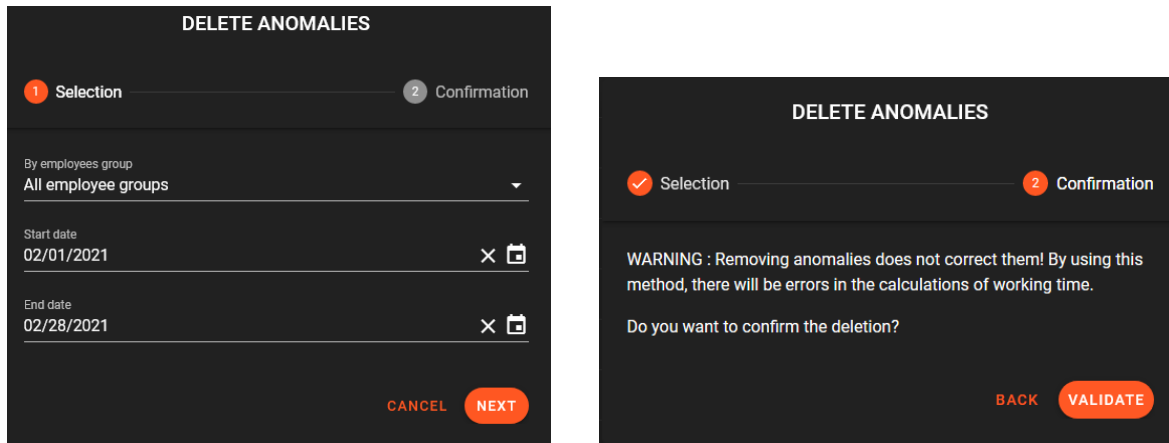 DELETE ANOMALIES
1 Selection
2 Confirmation
By employees group
All employee groups
Start date
02/01/2021
End date
02/28/2021
CANCEL
NEXT
DELETE ANOMALIES
Selection
2 Confirmation
WARNING : Removing anomalies does not correct them! By using this
method, there will be errors in the calculations of working time.
Do you want to confirm the deletion?
BACK
VALIDATE